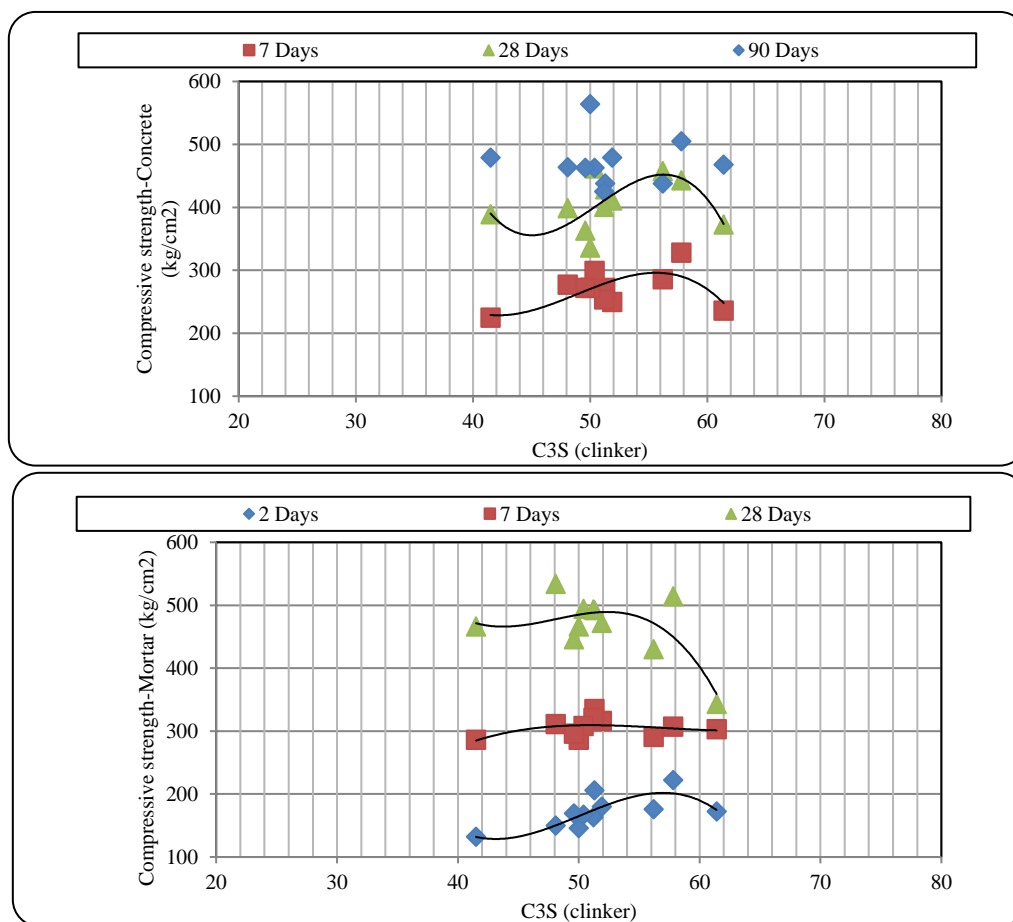 7 Days 28 Days 90 Days
Compressive strength-Concrete
(kg/cm2)
600
500
400
300
200
100
20 30 40 50 60 70 80
C3S (clinker)
2 Days 7 Days 28 Days
Compressive strength-Mortar (kg/cm2)
600
500
400
300
200
100
20 30 40 50 60 70 80
C3S (clinker)